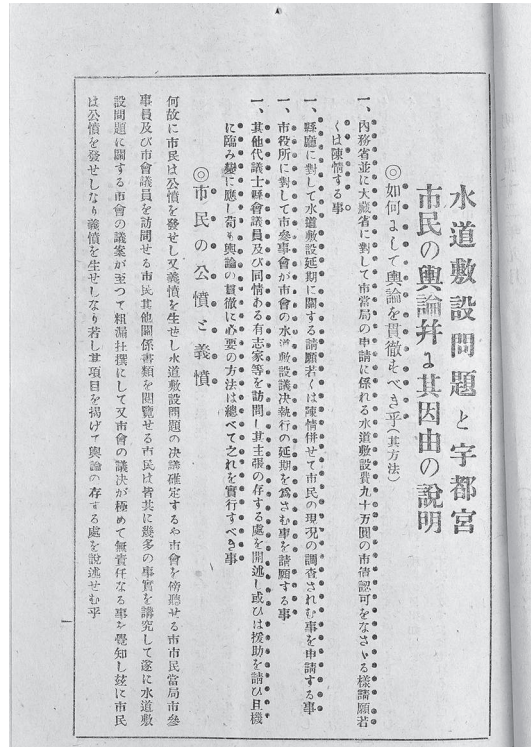 水道敷設問題と宇都宮
市民の輿論幷に其因由の說明
◎如何にして輿論を貫徹すべき乎(其方法)
一、內務省並に大藏省に對して市當局の申請に係れる水道敷設費九十五圓の市債認可をなさゞる樣請願若
くは陳情する事。
一、縣廳に對して水道敷設延期に關する請願若くは陳情併せて市民の現況の調査されむ事を申請する事
一、市役所に對して市參事會が市會の水道敷設議決執行の延期を爲さむ事を請願する事
一、其他代議士縣會議員及び同情ある有志家等を訪問し其主張の存する處を開述し或ひは援助を請ひ且機
に臨み變に應し苟も輿論の貫徹に必要の方法は總べて之れを實行すべき事
◎市民の公憤と義憤
何故に市民は公憤を發せし又義憤を生せし水道敷設問題の決議確定するや市會を傍聽せる市市民當局市參
事員及び市會議員を訪問せる市民其他關係書類を閱覽せる市民は皆其に幾多の事實を講究して遂に水道敷
設問題に關する市會の議案が至つて粗漏杜撰にして又市會の議決が極めて無責任なる事を覺知し玆に市民
は公憤を發せしなり義憤を生せしなり若し其項目を揭げて輿論の存する處を說述せむ乎